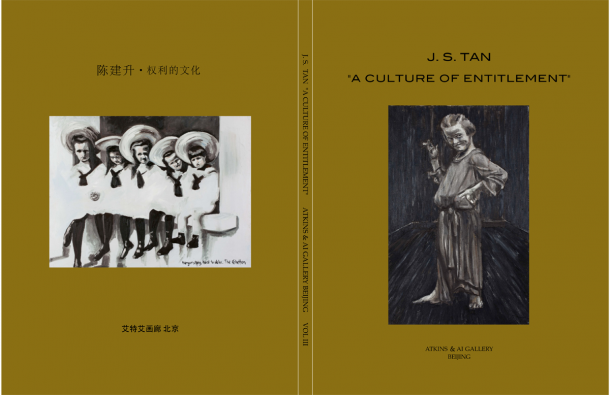 陈建升·权利的文化
艾特艾画廊 北京
J. S. TAN "A CULTURE OF ENTITLEMENT" ATKINS & AI GALLERY BEIJING VOL III
J. S. TAN
"A CULTURE OF ENTITLEMENT"
ATKINS & AI GALLERY
BEIJING